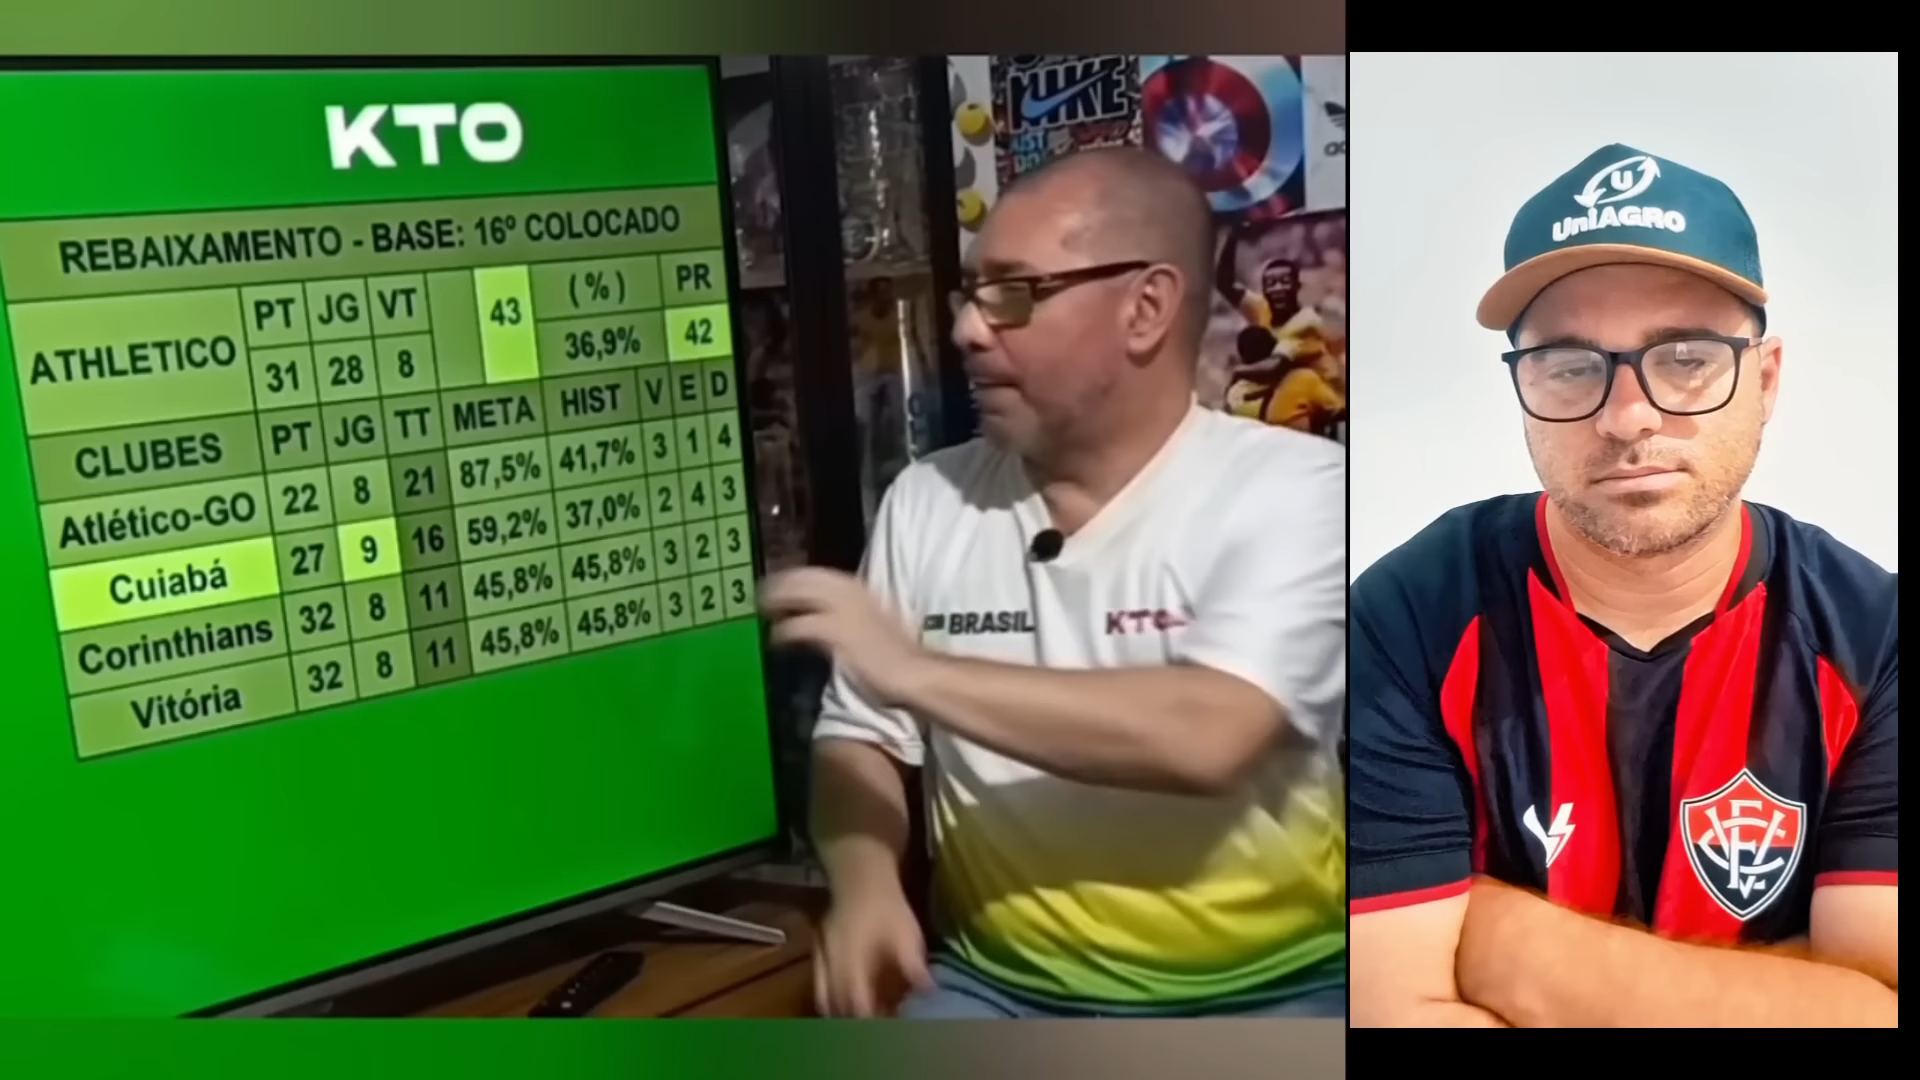 KTO
REBAIXAMENTO - BASE: 16º COLOCADO
ATHLETICO PT JG VT 43 (%) PR
31 28 8 36,9% 42
CLUBES PT JG TT META HIST V E D
Atlético-GO 22 8 21 87,5% 41,7% 3 1 4
Cuiabá 27 9 16 59,2% 37,0% 2 4 3
Corinthians 32 8 11 45,8% 45,8% 3 2 3
Vitória 32 8 11 45,8% 45,8% 3 2 3
NIKE
JUST
DO
BRASIL
KTO
U
UniAGRO